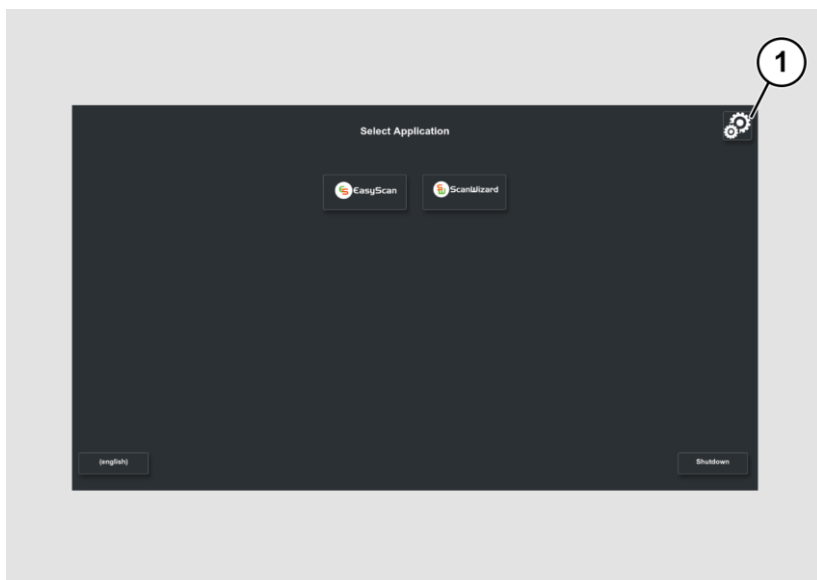 1
Select Application
EasyScan
ScanWizard
(english)
Shutdown